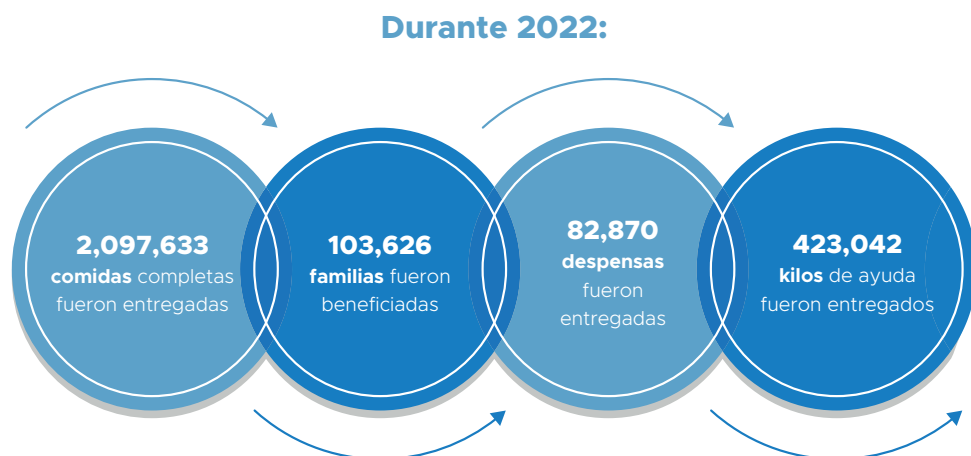 Durante 2022:
2,097,633
comidas completas
fueron entregadas
103,626
familias fueron
beneficiadas
82,870
despensas
fueron
entregadas
423,042
kilos de ayuda
fueron entregados